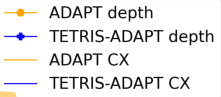 ADAPT depth
TETRIS-ADAPT depth
ADAPT CX
TETRIS-ADAPT CX